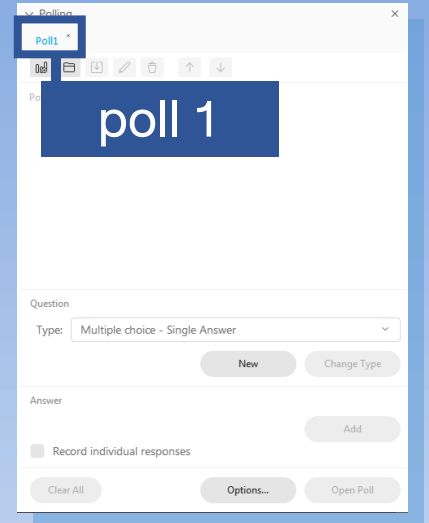 Polling
Poll1
poll 1
Question
Type: Multiple choice - Single Answer
New Change Type
Answer
Add
Record individual responses
Clear All Options... Open Poll